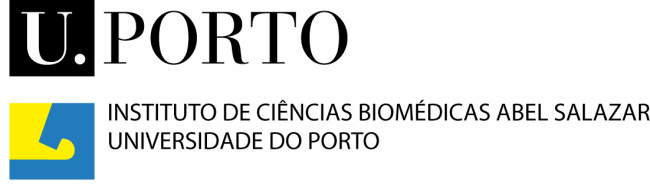 U. PORTO
INSTITUTO DE CIÊNCIAS BIOMÉDICAS ABEL SALAZAR
UNIVERSIDADE DO PORTO